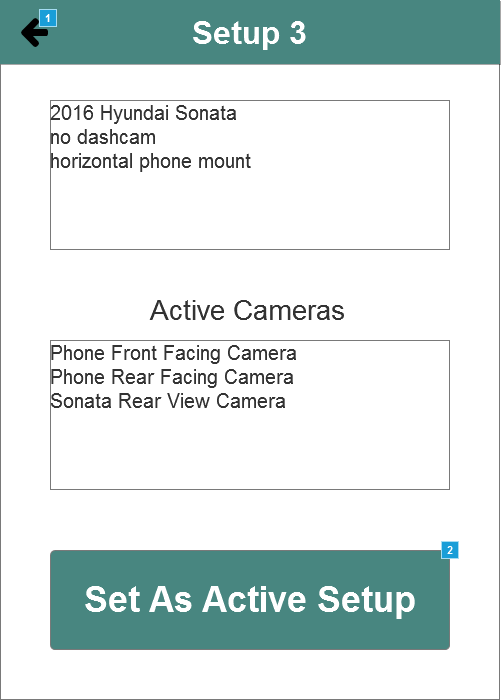 1
Setup 3
2016 Hyundai Sonata
no dashcam
horizontal phone mount
Active Cameras
Phone Front Facing Camera
Phone Rear Facing Camera
Sonata Rear View Camera
2
Set As Active Setup